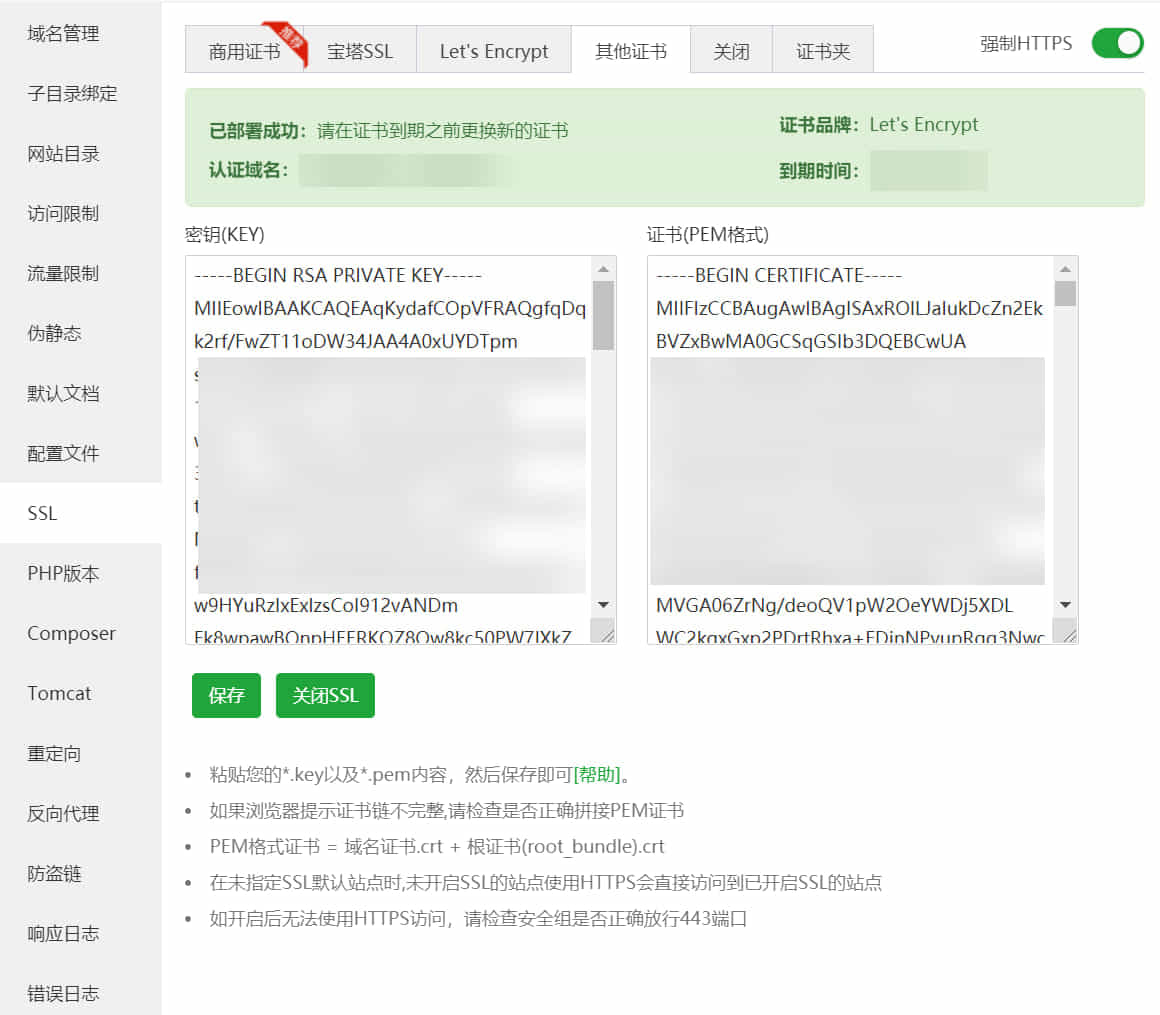 域名管理
子目录绑定
网站目录
访问限制
流量限制
伪静态
默认文档
配置文件
SSL
PHP版本
Composer
Tomcat
重定向
反向代理
防盗链
响应日志
错误日志
商用证书 推荐 宝塔SSL Let's Encrypt 其他证书 关闭 证书夹 强制HTTPS
已部署成功：请在证书到期之前更换新的证书 证书品牌：Let's Encrypt
认证域名： 到期时间：
密钥(KEY)
-----BEGIN RSA PRIVATE KEY-----
MIIEowIBAAKCAQEAqKydafCOpVFRAQgfqDq
k2rf/FwZT11oDW34JAA4A0xUYDTpm
w9HYuRzIxExIzsCoI912vANDm
证书(PEM格式)
-----BEGIN CERTIFICATE-----
MIIFIzCCBAugAwIBAgISAxROILJaIukDcZn2Ek
BVZxBwMA0GCSqGSIb3DQEBCwUA
MVGA06ZrNg/deoQV1pW2OeYWDj5XDL
保存 关闭SSL
粘贴您的*.key以及*.pem内容，然后保存即可[帮助]。
如果浏览器提示证书链不完整,请检查是否正确拼接PEM证书
PEM格式证书 = 域名证书.crt + 根证书(root_bundle).crt
在未指定SSL默认站点时,未开启SSL的站点使用HTTPS会直接访问到已开启SSL的站点
如开启后无法使用HTTPS访问，请检查安全组是否正确放行443端口